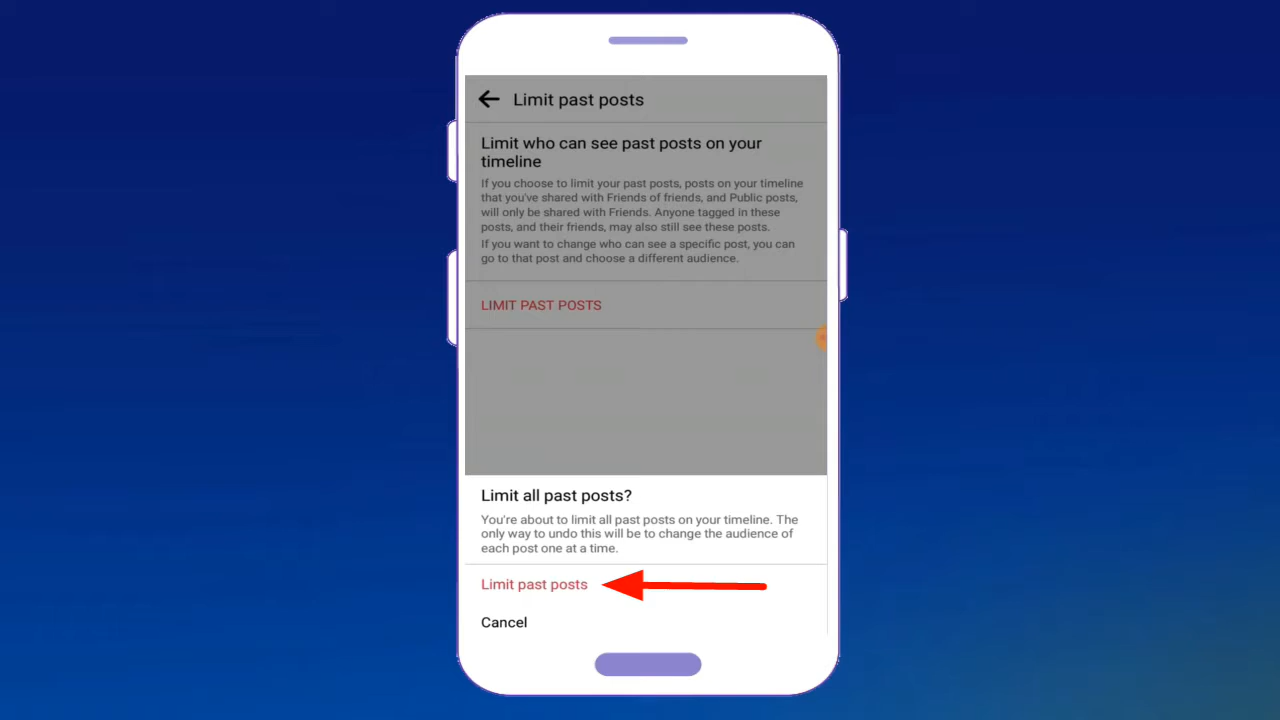 Limit past posts
Limit who can see past posts on your
timeline
If you choose to limit your past posts, posts on your timeline
that you've shared with Friends of friends, and Public posts,
will only be shared with Friends. Anyone tagged in these
posts, and their friends, may also still see these posts.
If you want to change who can see a specific post, you can
go to that post and choose a different audience.
LIMIT PAST POSTS
Limit all past posts?
You're about to limit all past posts on your timeline. The
only way to undo this will be to change the audience of
each post one at a time.
Limit past posts
Cancel